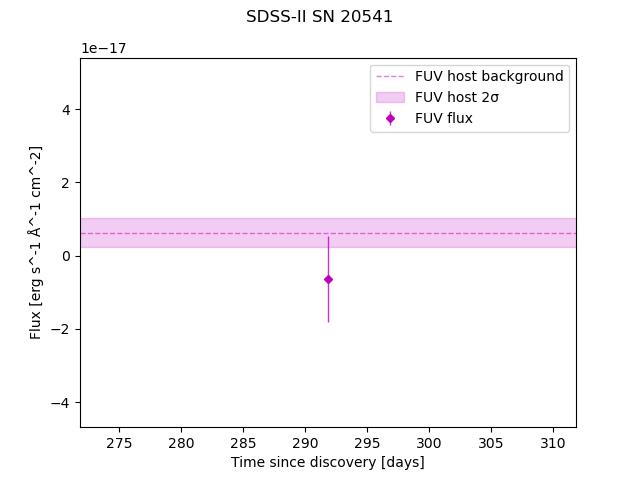 SDSS-II SN 20541
1e−17
FUV host background
FUV host 2σ
FUV flux
4
2
0
−2
−4
Flux [erg s^-1 Å^-1 cm^-2]
275 280 285 290 295 300 305 310
Time since discovery [days]